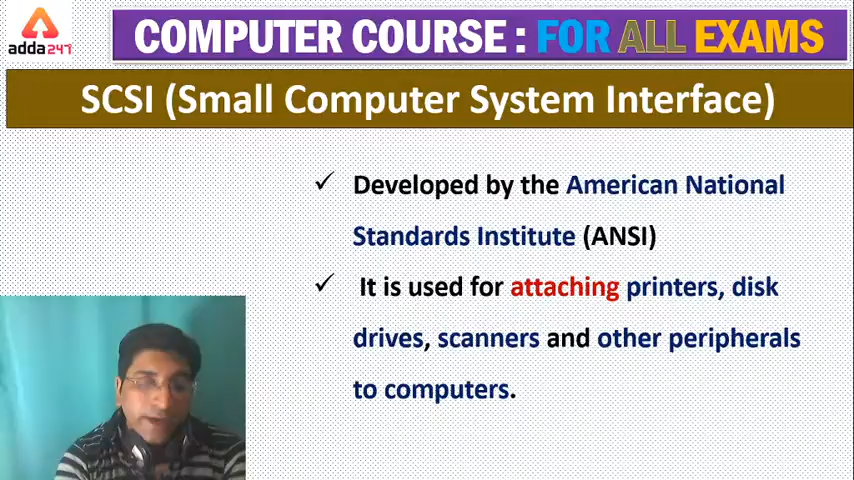 adda247
COMPUTER COURSE : FOR ALL EXAMS
SCSI (Small Computer System Interface)
✓ Developed by the American National
Standards Institute (ANSI)
✓ It is used for attaching printers, disk
drives, scanners and other peripherals
to computers.